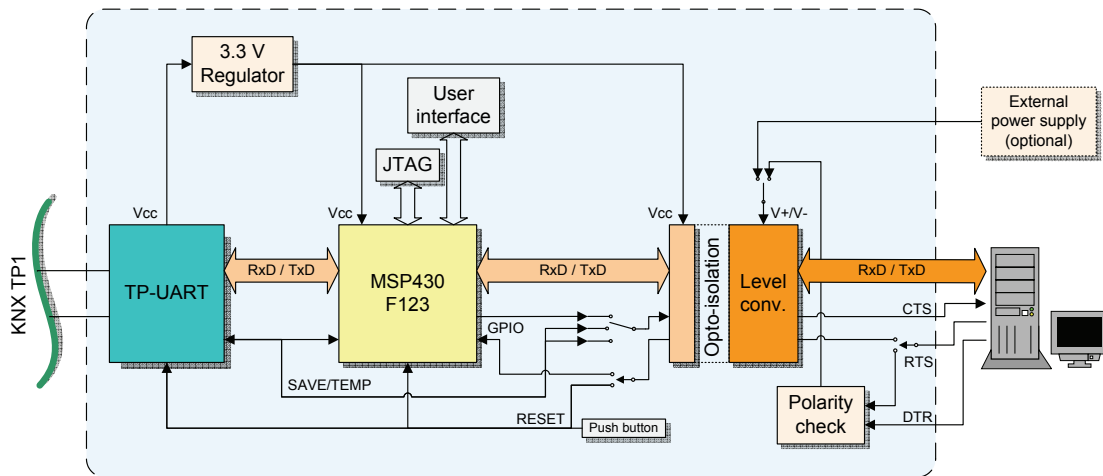 3.3 V
Regulator
User
interface
JTAG
External
power supply
(optional)
Vcc
Vcc
Vcc
V+/V-
KNX TP1
TP-UART
RxD / TxD
MSP430
F123
RxD / TxD
Opto-isolation
Level
conv.
RxD / TxD
GPIO
CTS
RTS
SAVE/TEMP
RESET
Push button
Polarity
check
DTR